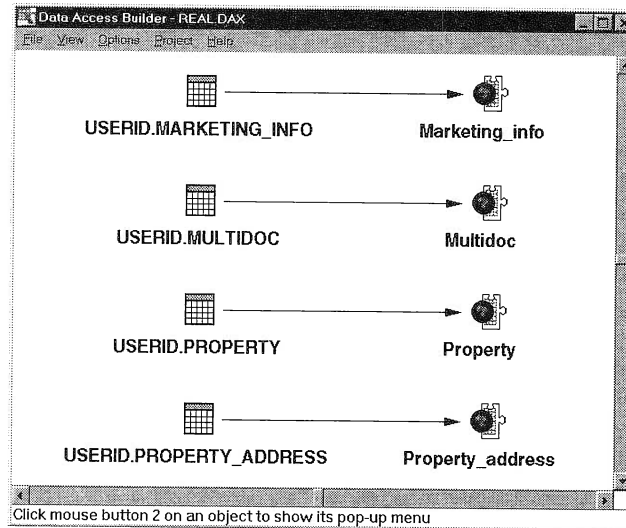 Data Access Builder - REAL.DAX
File View Options Project Help
USERID.MARKETING_INFO Marketing_info
USERID.MULTIDOC Multidoc
USERID.PROPERTY Property
USERID.PROPERTY_ADDRESS Property_address
Click mouse button 2 on an object to show its pop-up menu